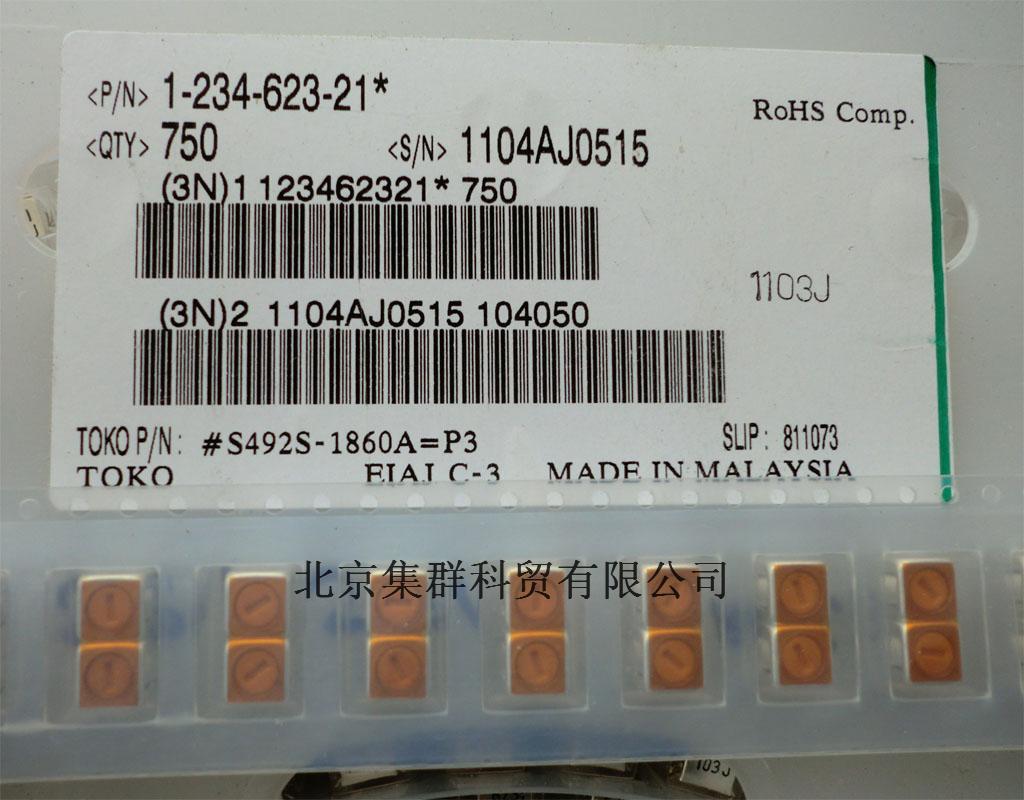 <P/N> 1-234-623-21*
RoHS Comp.
<QTY> 750 <S/N> 1104AJ0515
(3N)1 123462321* 750
1103J
(3N)2 1104AJ0515 104050
TOKO P/N: #S492S-1860A=P3 SLIP: 811073
TOKO EIAJ C-3 MADE IN MALAYSIA
北京集群科贸有限公司
103J